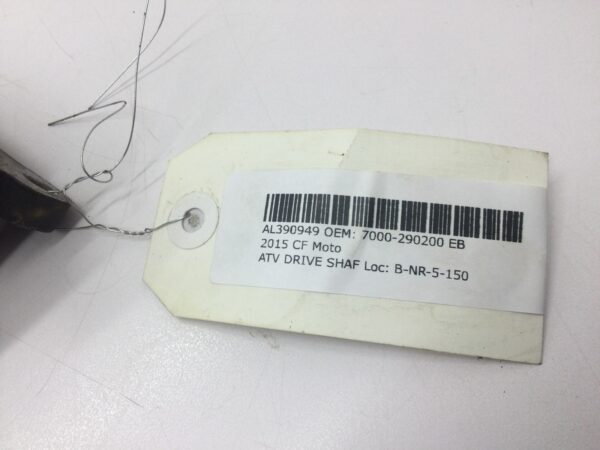 AL390949 OEM: 7000-290200 EB
2015 CF Moto
ATV DRIVE SHAF Loc: B-NR-5-150